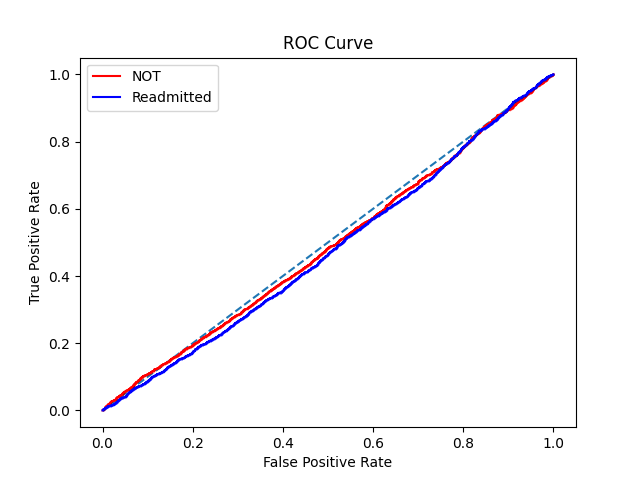 ROC Curve
NOT
Readmitted
True Positive Rate
1.0
0.8
0.6
0.4
0.2
0.0
0.0 0.2 0.4 0.6 0.8 1.0
False Positive Rate